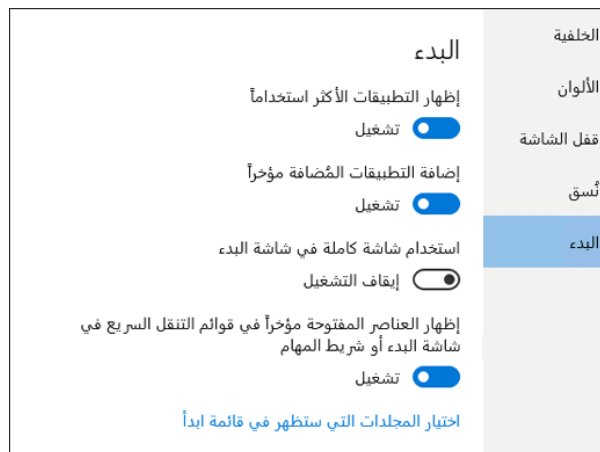 الخلفية
الألوان
قفل الشاشة
نُسق
البدء
البدء
إظهار التطبيقات الأكثر استخداماً
تشغيل
إضافة التطبيقات المُضافة مؤخراً
تشغيل
استخدام شاشة كاملة في شاشة البدء
إيقاف التشغيل
إظهار العناصر المفتوحة مؤخراً في قوائم التنقل السريع في
شاشة البدء أو شريط المهام
تشغيل
اختيار المجلدات التي ستظهر في قائمة ابدأ